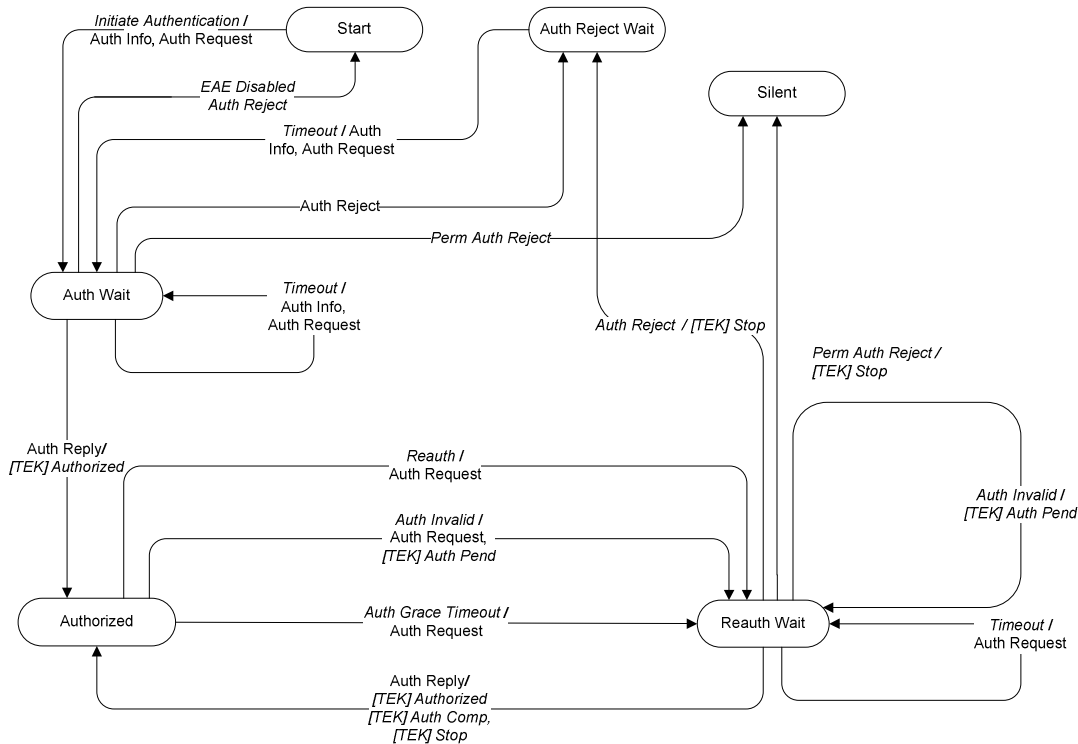 Initiate Authentication /
Auth Info, Auth Request
Start
Auth Reject Wait
EAE Disabled
Auth Reject
Silent
Timeout / Auth
Info, Auth Request
Auth Reject
Perm Auth Reject
Auth Wait
Timeout /
Auth Info,
Auth Request
Auth Reject / [TEK] Stop
Perm Auth Reject /
[TEK] Stop
Auth Reply/
[TEK] Authorized
Reauth /
Auth Request
Auth Invalid /
[TEK] Auth Pend
Auth Invalid /
Auth Request,
[TEK] Auth Pend
Authorized
Auth Grace Timeout /
Auth Request
Reauth Wait
Timeout /
Auth Request
Auth Reply/
[TEK] Authorized
[TEK] Auth Comp,
[TEK] Stop